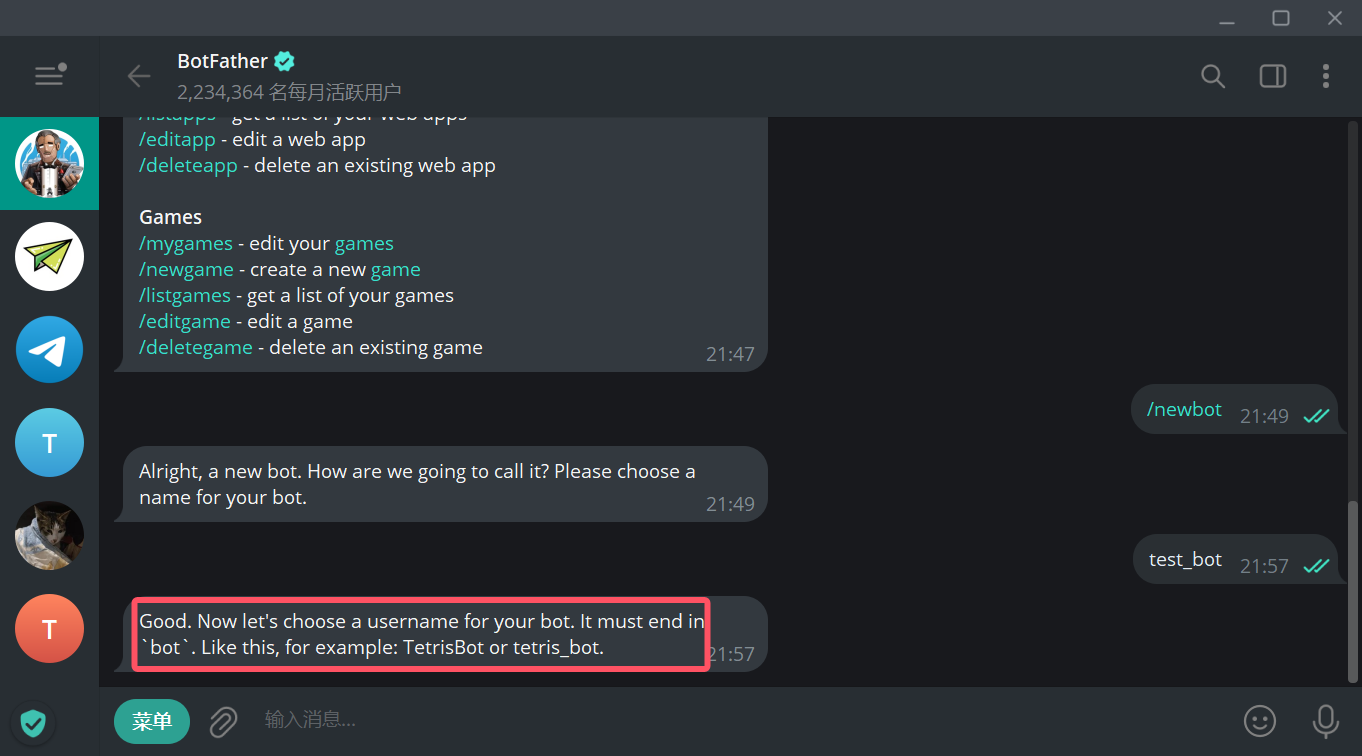 BotFather
2,234,364 名每月活跃用户
/listapps - get a list of your web apps
/editapp - edit a web app
/deleteapp - delete an existing web app
Games
/mygames - edit your games
/newgame - create a new game
/listgames - get a list of your games
/editgame - edit a game
/deletegame - delete an existing game
21:47
/newbot 21:49
Alright, a new bot. How are we going to call it? Please choose a
name for your bot.
21:49
test_bot 21:57
Good. Now let's choose a username for your bot. It must end in
`bot`. Like this, for example: TetrisBot or tetris_bot.
21:57
T
T
菜单
输入消息...